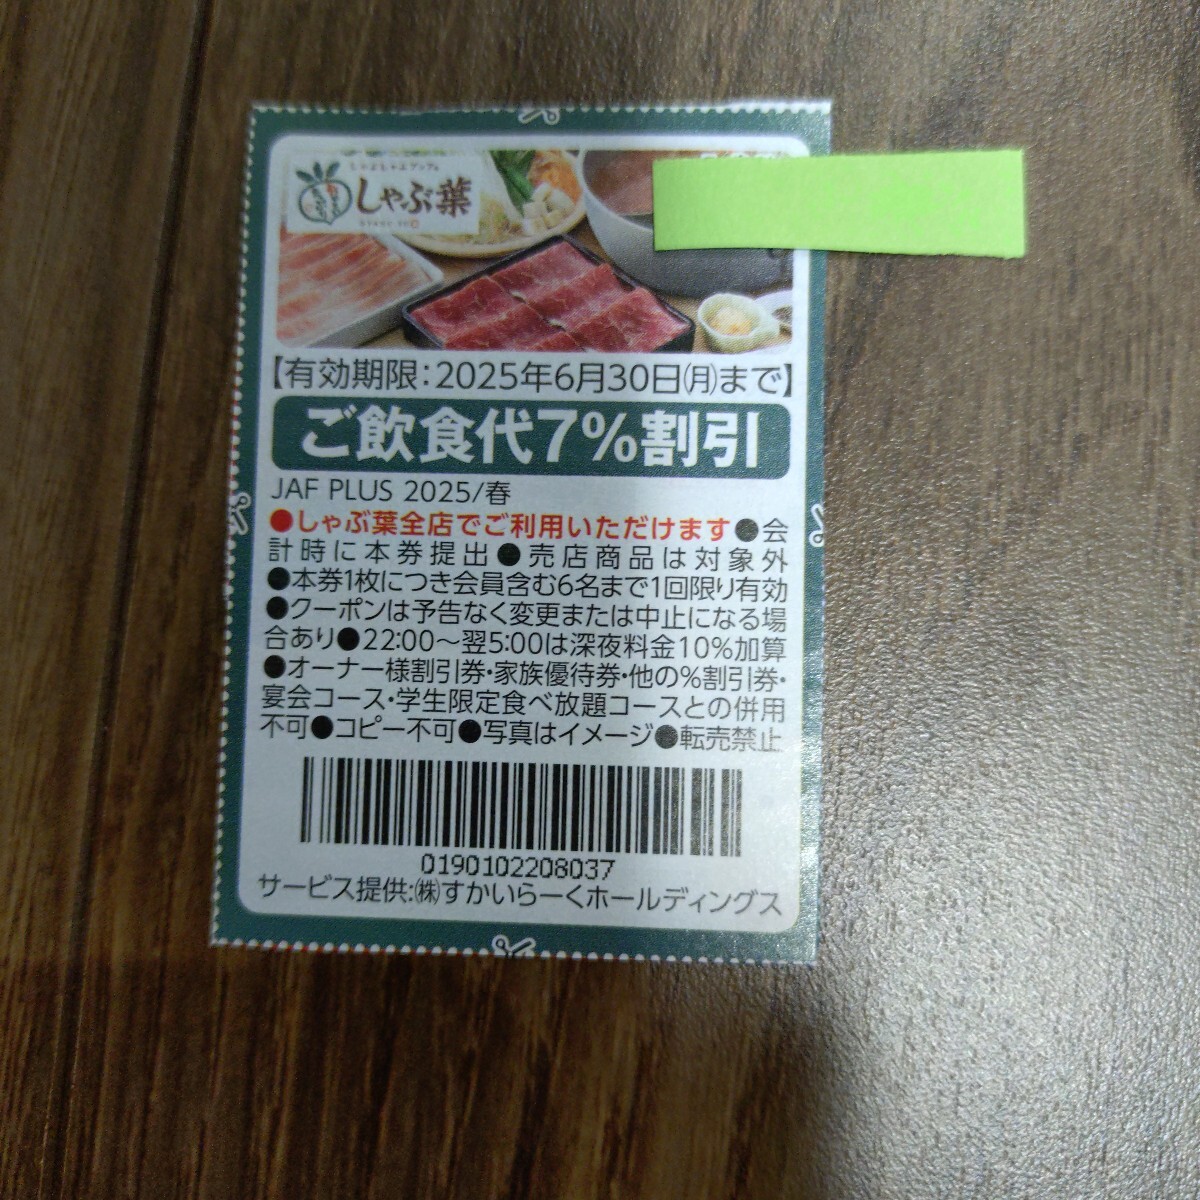 しゃぶ葉
【有効期限:2025年6月30日(月)まで】
ご飲食代7%割引
JAF PLUS 2025/春
●しゃぶ葉全店でご利用いただけます●会
計時に本券提出●売店商品は対象外
●本券1枚につき会員含む6名まで1回限り有効
●クーポンは予告なく変更または中止になる場
合あり●22:00〜翌5:00は深夜料金10%加算
●オーナー様割引券・家族優待券・他の%割引券・
宴会コース・学生限定食べ放題コースとの併用
不可●コピー不可●写真はイメージ●転売禁止
0190102208037
サービス提供:㈱すかいらーくホールディングス